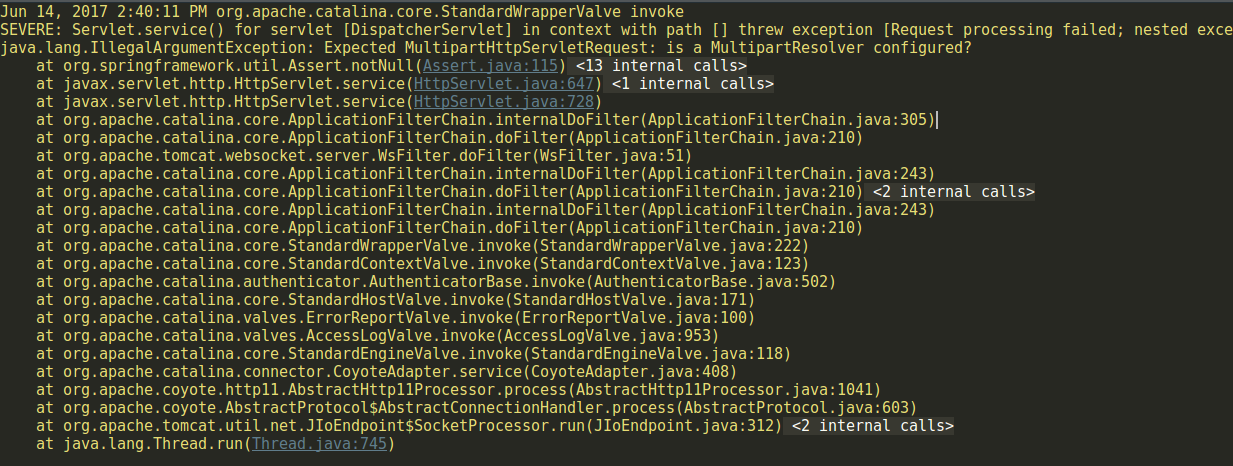 Jun 14, 2017 2:40:11 PM org.apache.catalina.core.StandardWrapperValve invoke
SEVERE: Servlet.service() for servlet [DispatcherServlet] in context with path [] threw exception [Request processing failed; nested exce
java.lang.IllegalArgumentException: Expected MultipartHttpServletRequest: is a MultipartResolver configured?
    at org.springframework.util.Assert.notNull(Assert.java:115) <13 internal calls>
    at javax.servlet.http.HttpServlet.service(HttpServlet.java:647) <1 internal calls>
    at javax.servlet.http.HttpServlet.service(HttpServlet.java:728)
    at org.apache.catalina.core.ApplicationFilterChain.internalDoFilter(ApplicationFilterChain.java:305)
    at org.apache.catalina.core.ApplicationFilterChain.doFilter(ApplicationFilterChain.java:210)
    at org.apache.tomcat.websocket.server.WsFilter.doFilter(WsFilter.java:51)
    at org.apache.catalina.core.ApplicationFilterChain.internalDoFilter(ApplicationFilterChain.java:243)
    at org.apache.catalina.core.ApplicationFilterChain.doFilter(ApplicationFilterChain.java:210) <2 internal calls>
    at org.apache.catalina.core.ApplicationFilterChain.internalDoFilter(ApplicationFilterChain.java:243)
    at org.apache.catalina.core.ApplicationFilterChain.doFilter(ApplicationFilterChain.java:210)
    at org.apache.catalina.core.StandardWrapperValve.invoke(StandardWrapperValve.java:222)
    at org.apache.catalina.core.StandardContextValve.invoke(StandardContextValve.java:123)
    at org.apache.catalina.authenticator.AuthenticatorBase.invoke(AuthenticatorBase.java:502)
    at org.apache.catalina.core.StandardHostValve.invoke(StandardHostValve.java:171)
    at org.apache.catalina.valves.ErrorReportValve.invoke(ErrorReportValve.java:100)
    at org.apache.catalina.valves.AccessLogValve.invoke(AccessLogValve.java:953)
    at org.apache.catalina.core.StandardEngineValve.invoke(StandardEngineValve.java:118)
    at org.apache.catalina.connector.CoyoteAdapter.service(CoyoteAdapter.java:408)
    at org.apache.coyote.http11.AbstractHttp11Processor.process(AbstractHttp11Processor.java:1041)
    at org.apache.coyote.AbstractProtocol$AbstractConnectionHandler.process(AbstractProtocol.java:603)
    at org.apache.tomcat.util.net.JIoEndpoint$SocketProcessor.run(JIoEndpoint.java:312) <2 internal calls>
    at java.lang.Thread.run(Thread.java:745)